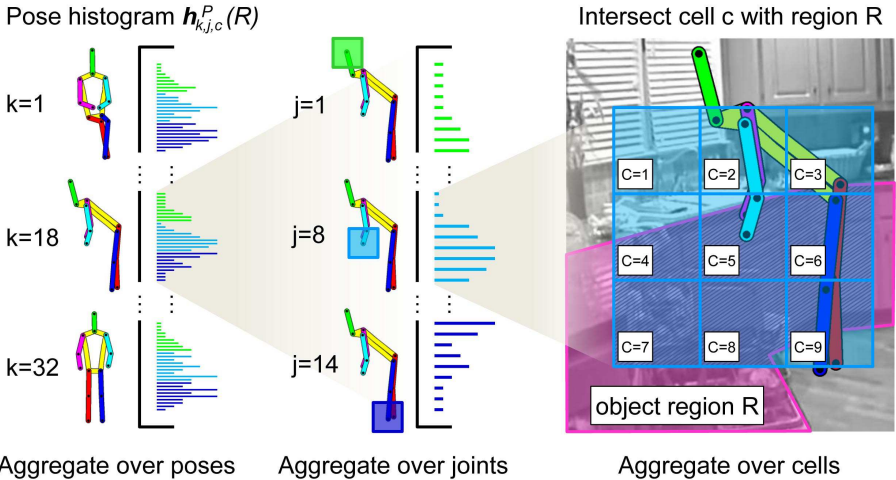 Pose histogram h^P_{k,j,c}(R)
Intersect cell c with region R
k=1
k=18
k=32
j=1
j=8
j=14
C=1
C=2
C=3
C=4
C=5
C=6
C=7
C=8
C=9
object region R
Aggregate over poses
Aggregate over joints
Aggregate over cells